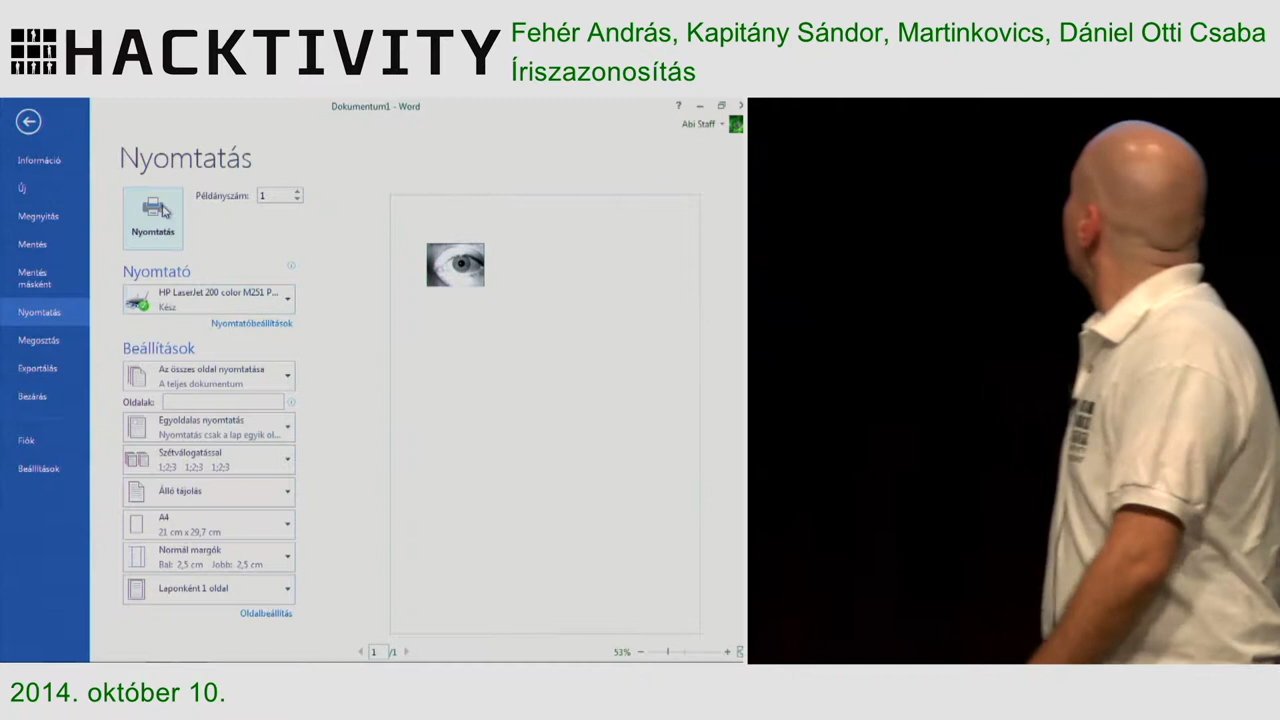 HACKTIVITY
Fehér András, Kapitány Sándor, Martinkovics, Dániel Otti Csaba
Íriszazonosítás
Dokumentum1 - Word
?
Abi Staff
Információ
Új
Megnyitás
Mentés
Mentés
másként
Nyomtatás
Megosztás
Exportálás
Bezárás
Fiók
Beállítások
Nyomtatás
Nyomtatás
Példányszám: 1
Nyomtató
HP LaserJet 200 color M251 P...
Kész
Nyomtatóbeállítások
Beállítások
Az összes oldal nyomtatása
A teljes dokumentum
Oldalak:
Egyoldalas nyomtatás
Nyomtatás csak a lap egyik ol...
Szétválogatással
1;2;3 1;2;3 1;2;3
Álló tájolás
A4
21 cm x 29,7 cm
Normál margók
Bal: 2,5 cm Jobb: 2,5 cm
Laponként 1 oldal
Oldalbeállítás
1 /1
53%
2014. október 10.